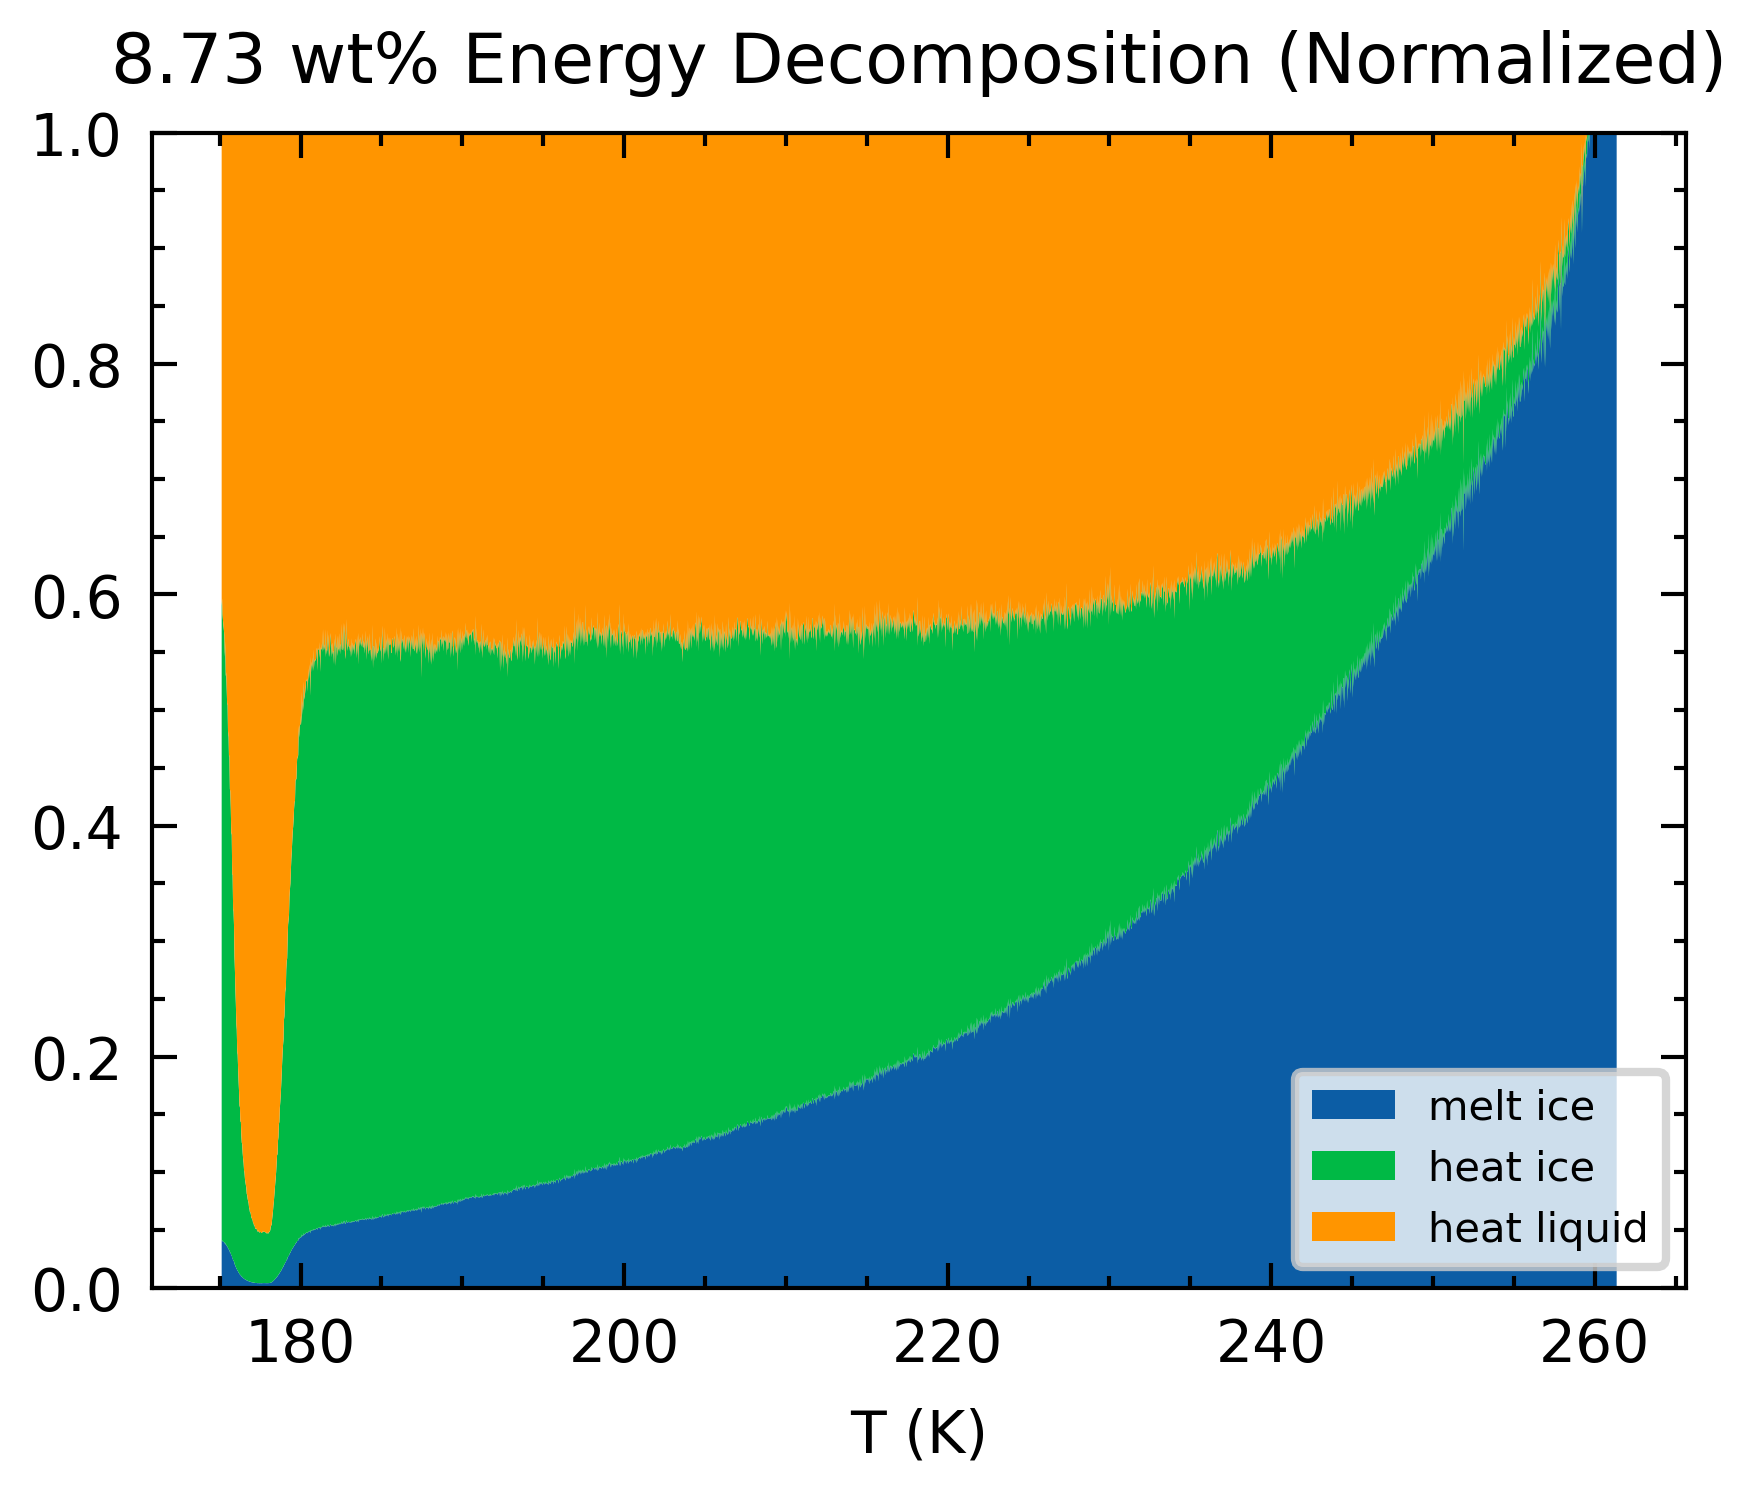 8.73 wt% Energy Decomposition (Normalized)
1.0
0.8
0.6
0.4
0.2
0.0
melt ice
heat ice
heat liquid
180 200 220 240 260
T (K)